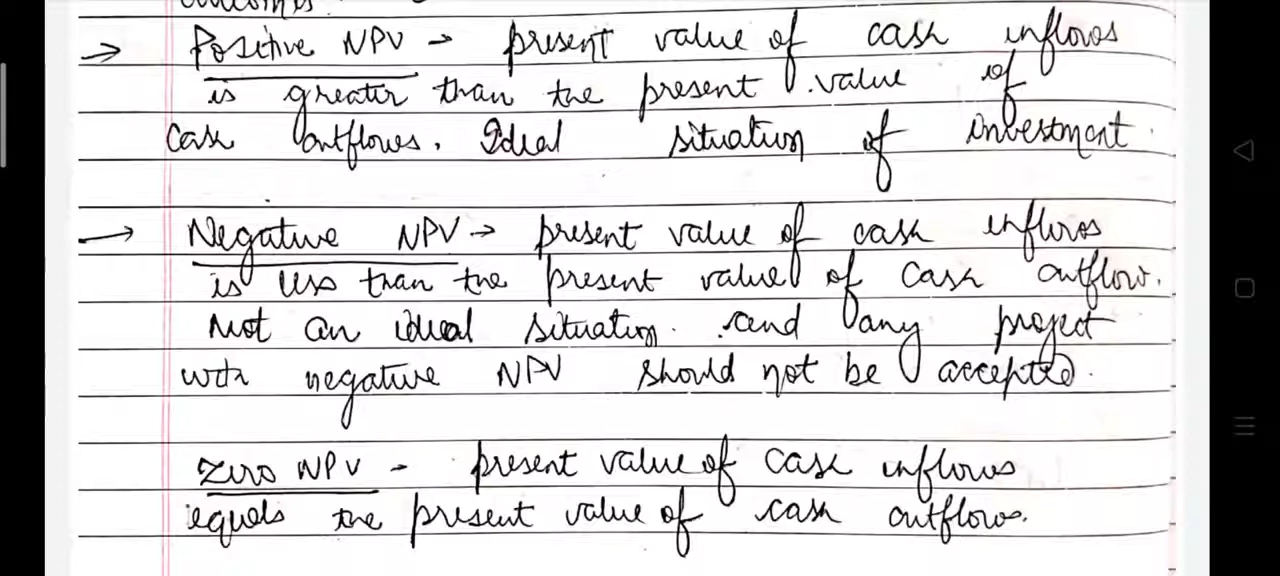 outcomes.
→ Positive NPV → present value of cash inflows
is greater than the present value of
cash outflows. Ideal situation of investment.
→ Negative NPV → present value of cash inflows
is less than the present value of cash outflow.
Not an ideal situation. and any project
with negative NPV should not be accepted.
Zero NPV - present value of cash inflows
equals the present value of cash outflows.